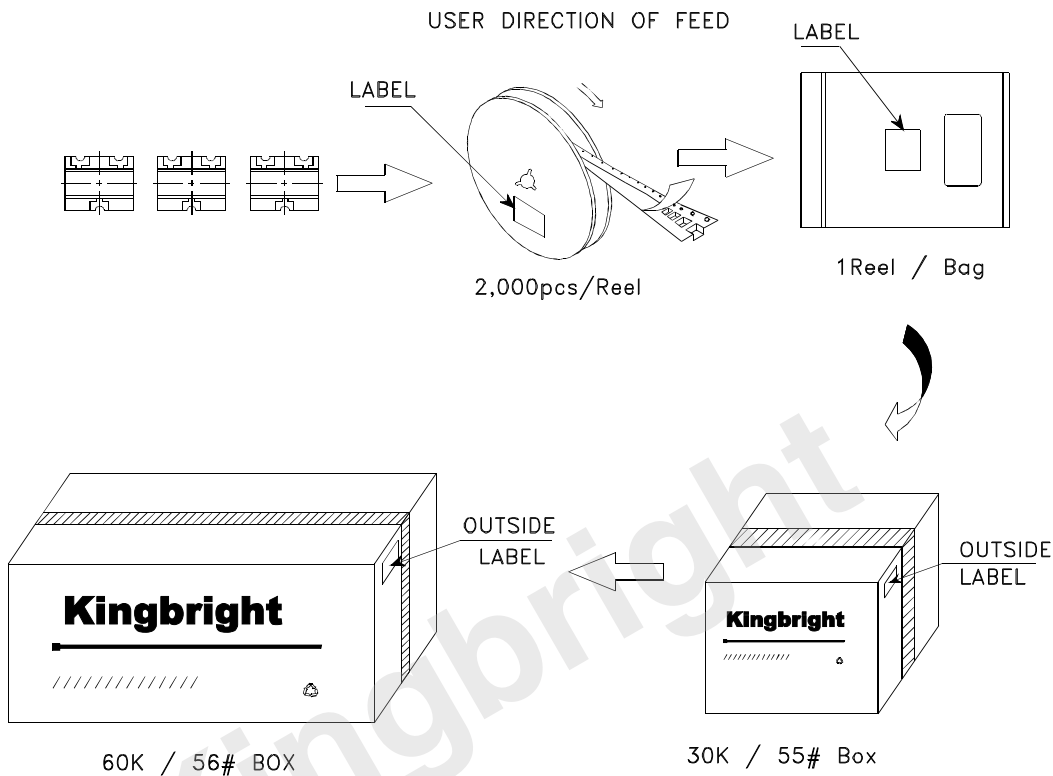 USER DIRECTION OF FEED
LABEL
LABEL
2,000pcs/Reel
1Reel / Bag
OUTSIDE
LABEL
Kingbright
60K / 56# BOX
OUTSIDE
LABEL
Kingbright
30K / 55# Box
Kingbright